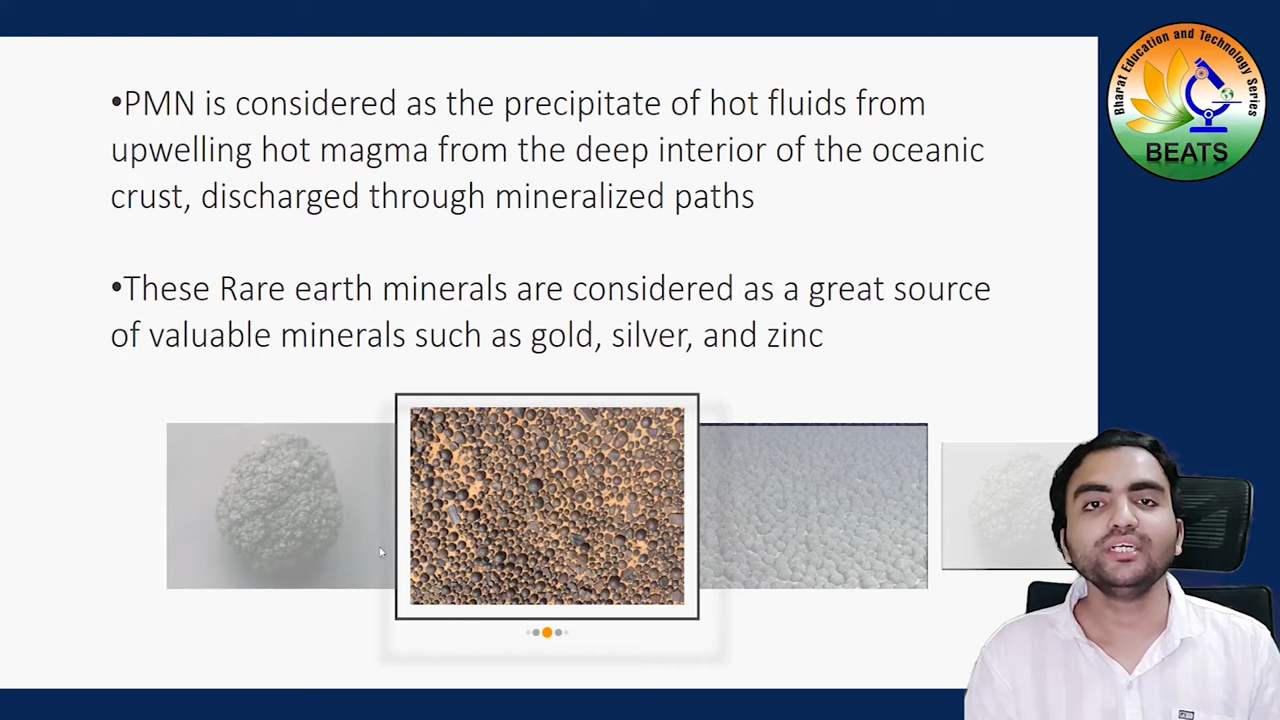 •PMN is considered as the precipitate of hot fluids from
upwelling hot magma from the deep interior of the oceanic
crust, discharged through mineralized paths
•These Rare earth minerals are considered as a great source
of valuable minerals such as gold, silver, and zinc
Bharat Education and Technology Series
BEATS